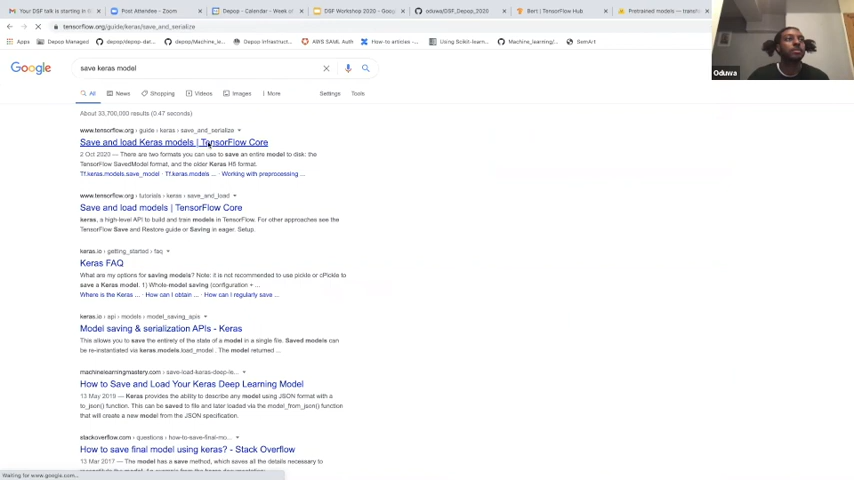 Your DSF talk is starting in
Post Attendee - Zoom
Depop - Calendar - Week of
DSF Workshop 2020 - Goog
oduwa/DSF_Depop_2020
Bert | TensorFlow Hub
Pretrained models — transfo
tensorflow.org/guide/keras/save_and_serialize
Apps
Depop Managed
depop/depop-det...
depop/Machine_le...
Depop Infrastruct...
AWS SAML Auth
How-to articles -...
Using Scikit-learn...
Machine_learning/...
SemArt
Oduwa
Google
save keras model
All
News
Shopping
Videos
Images
More
Settings
Tools
About 33,700,000 results (0.47 seconds)
www.tensorflow.org › guide › keras › save_and_serialize
Save and load Keras models | TensorFlow Core
2 Oct 2020 — There are two formats you can use to save an entire model to disk: the
TensorFlow SavedModel format, and the older Keras H5 format.
Tf.keras.models.save_model · Tf.keras.models ... · Working with preprocessing ...
www.tensorflow.org › tutorials › keras › save_and_load
Save and load models | TensorFlow Core
keras, a high-level API to build and train models in TensorFlow. For other approaches see the
TensorFlow Save and Restore guide or Saving in eager. Setup.
keras.io › getting_started › faq
Keras FAQ
What are my options for saving models? Note: it is not recommended to use pickle or cPickle to
save a Keras model. 1) Whole-model saving (configuration + ...
Where is the Keras ... · How can I obtain ... · How can I regularly save ...
keras.io › api › models › model_saving_apis
Model saving & serialization APIs - Keras
This allows you to save the entirety of the state of a model in a single file. Saved models
can be re-instantiated via keras.models.load_model . The model returned ...
machinelearningmastery.com › save-load-keras-deep-le...
How to Save and Load Your Keras Deep Learning Model
13 May 2019 — Keras provides the ability to describe any model using JSON format with a
to_json() function. This can be saved to file and later loaded via the model_from_json() function
that will create a new model from the JSON specification.
stackoverflow.com › questions › how-to-save-final-mo...
How to save final model using keras? - Stack Overflow
13 Mar 2017 — The model has a save method, which saves all the details necessary to
Waiting for www.google.com...